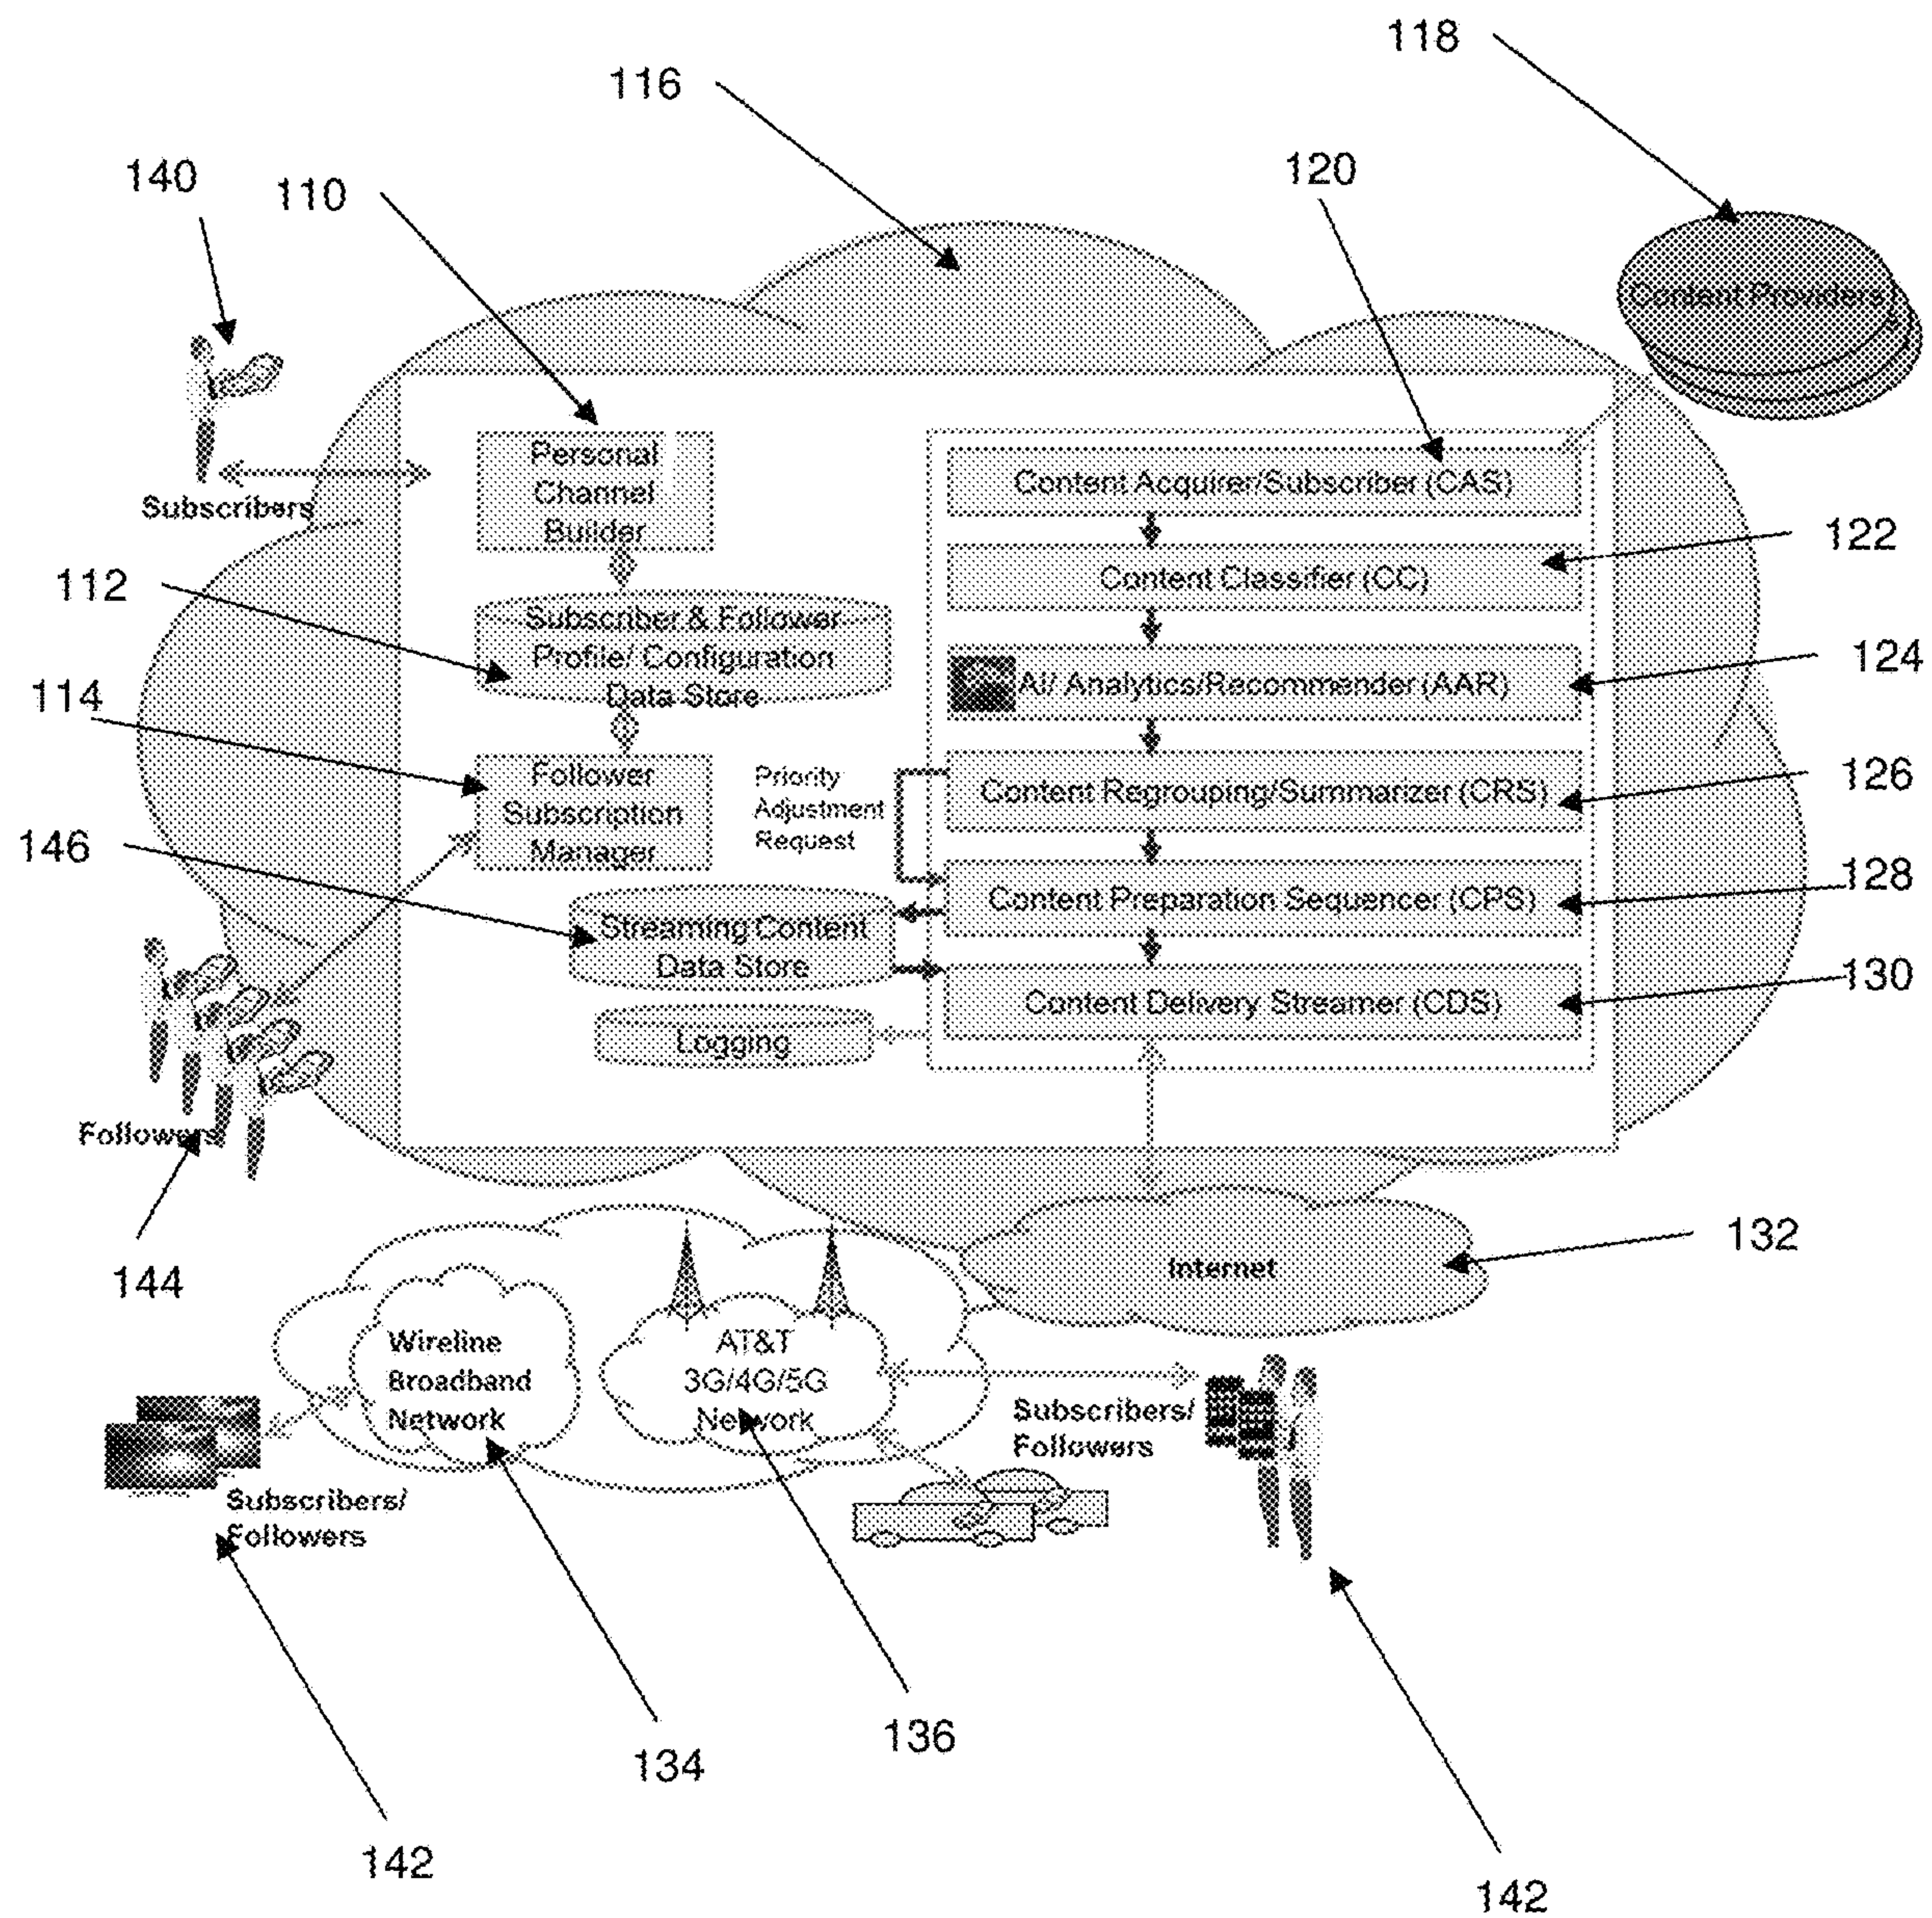 118
116
120
140
110
Content Providers
Personal
Channel
Builder
Content Acquirer/Subscriber (CAS)
Subscribers
122
Content Classifier (CC)
112
Subscriber & Follower
Profile/ Configuration
Data Store
124
AI/ Analytics/Recommender (AAR)
114
Follower
Subscription
Manager
Priority
Adjustment
Request
126
Content Regrouping/Summarizer (CRS)
146
128
Content Preparation Sequencer (CPS)
Streaming Content
Data Store
130
Content Delivery Streamer (CDS)
Logging
Followers
144
132
Internet
Wireline
Broadband
Network
AT&T
3G/4G/5G
Network
Subscribers/
Followers
Subscribers/
Followers
136
134
142
142